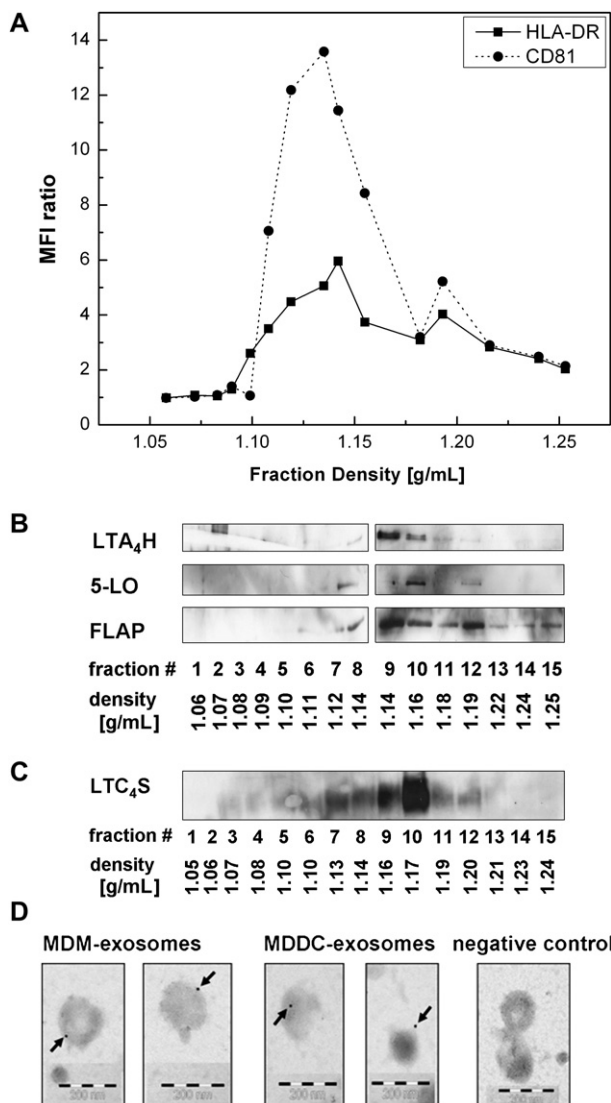 A
HLA-DR
CD81
14
12
10
8
6
4
2
0
MFI ratio
1.05 1.10 1.15 1.20 1.25
Fraction Density [g/mL]
B
LTA₄H
5-LO
FLAP
fraction # 1 2 3 4 5 6 7 8 9 10 11 12 13 14 15
density [g/mL] 1.06 1.07 1.08 1.09 1.10 1.11 1.12 1.14 1.14 1.16 1.18 1.19 1.22 1.24 1.25
C
LTC₄S
fraction # 1 2 3 4 5 6 7 8 9 10 11 12 13 14 15
density [g/mL] 1.05 1.06 1.07 1.08 1.10 1.10 1.13 1.14 1.16 1.17 1.19 1.20 1.21 1.23 1.24
D
MDM-exosomes MDDC-exosomes negative control
200 nm 200 nm 200 nm 200 nm 200 nm